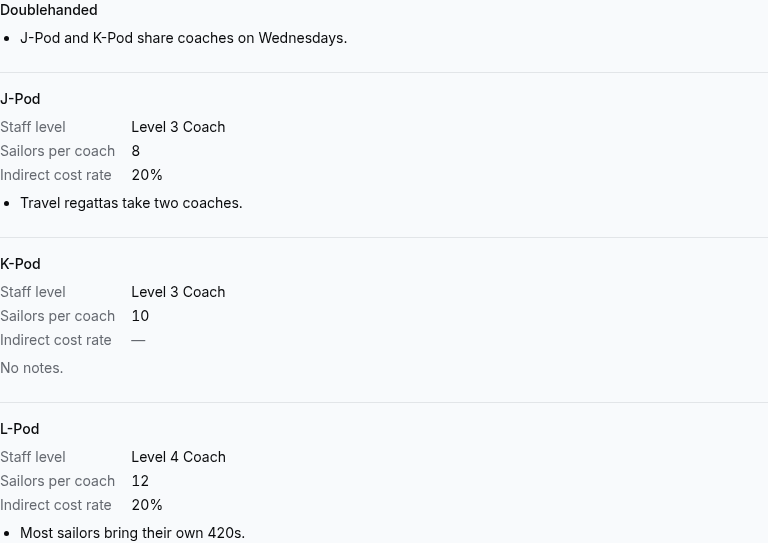 Doublehanded
• J-Pod and K-Pod share coaches on Wednesdays.
J-Pod
Staff level Level 3 Coach
Sailors per coach 8
Indirect cost rate 20%
• Travel regattas take two coaches.
K-Pod
Staff level Level 3 Coach
Sailors per coach 10
Indirect cost rate —
No notes.
L-Pod
Staff level Level 4 Coach
Sailors per coach 12
Indirect cost rate 20%
• Most sailors bring their own 420s.